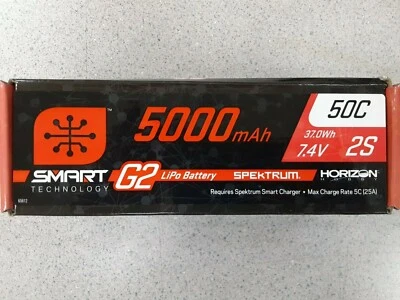 5000mAh
50C
37.0Wh
7.4V 2S
SMART
TECHNOLOGY
G2 LiPo Battery
SPEKTRUM
HORIZON
HOBBY
Requires Spektrum Smart Charger • Max Charge Rate 5C (25A)